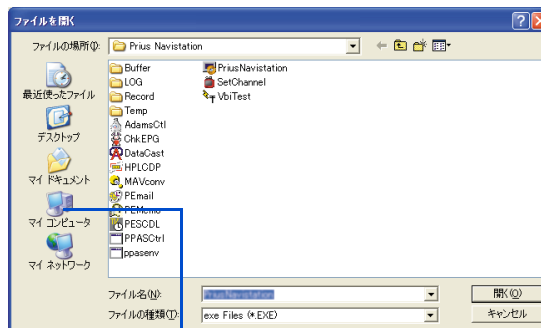 ファイルを開く
ファイルの場所(I):
Prius Navistation
最近使ったファイル
デスクトップ
マイ ドキュメント
マイ コンピュータ
マイ ネットワーク
Buffer
LOG
Record
Temp
AdamsCtl
ChkEPG
DataCast
HPLCDP
MAVconv
PEmail
PEMemo
PESCDL
PPASCtrl
ppasenv
PriusNavistation
SetChannel
VbiTest
ファイル名(N):
PriusNavistation
開く(O)
ファイルの種類(T):
exe Files (*.EXE)
キャンセル